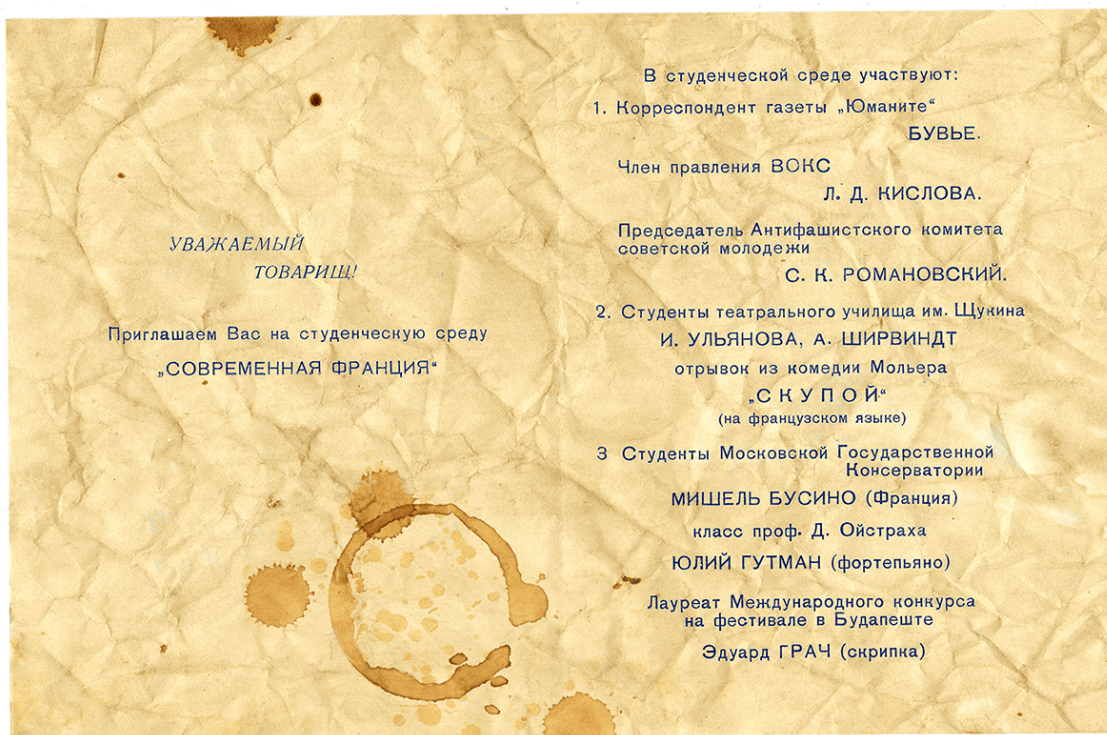 УВАЖАЕМЫЙ
ТОВАРИЩ!
Приглашаем Вас на студенческую среду
„СОВРЕМЕННАЯ ФРАНЦИЯ“
В студенческой среде участвуют:
1. Корреспондент газеты „Юманите“
БУВЬЕ.
Член правления ВОКС
Л. Д. КИСЛОВА.
Председатель Антифашистского комитета
советской молодежи
С. К. РОМАНОВСКИЙ.
2. Студенты театрального училища им. Щукина
И. УЛЬЯНОВА, А. ШИРВИНДТ
отрывок из комедии Мольера
„СКУПОЙ“
(на французском языке)
3 Студенты Московской Государственной
Консерватории
МИШЕЛЬ БУСИНО (Франция)
класс проф. Д. Ойстраха
ЮЛИЙ ГУТМАН (фортепьяно)
Лауреат Международного конкурса
на фестивале в Будапеште
Эдуард ГРАЧ (скрипка)